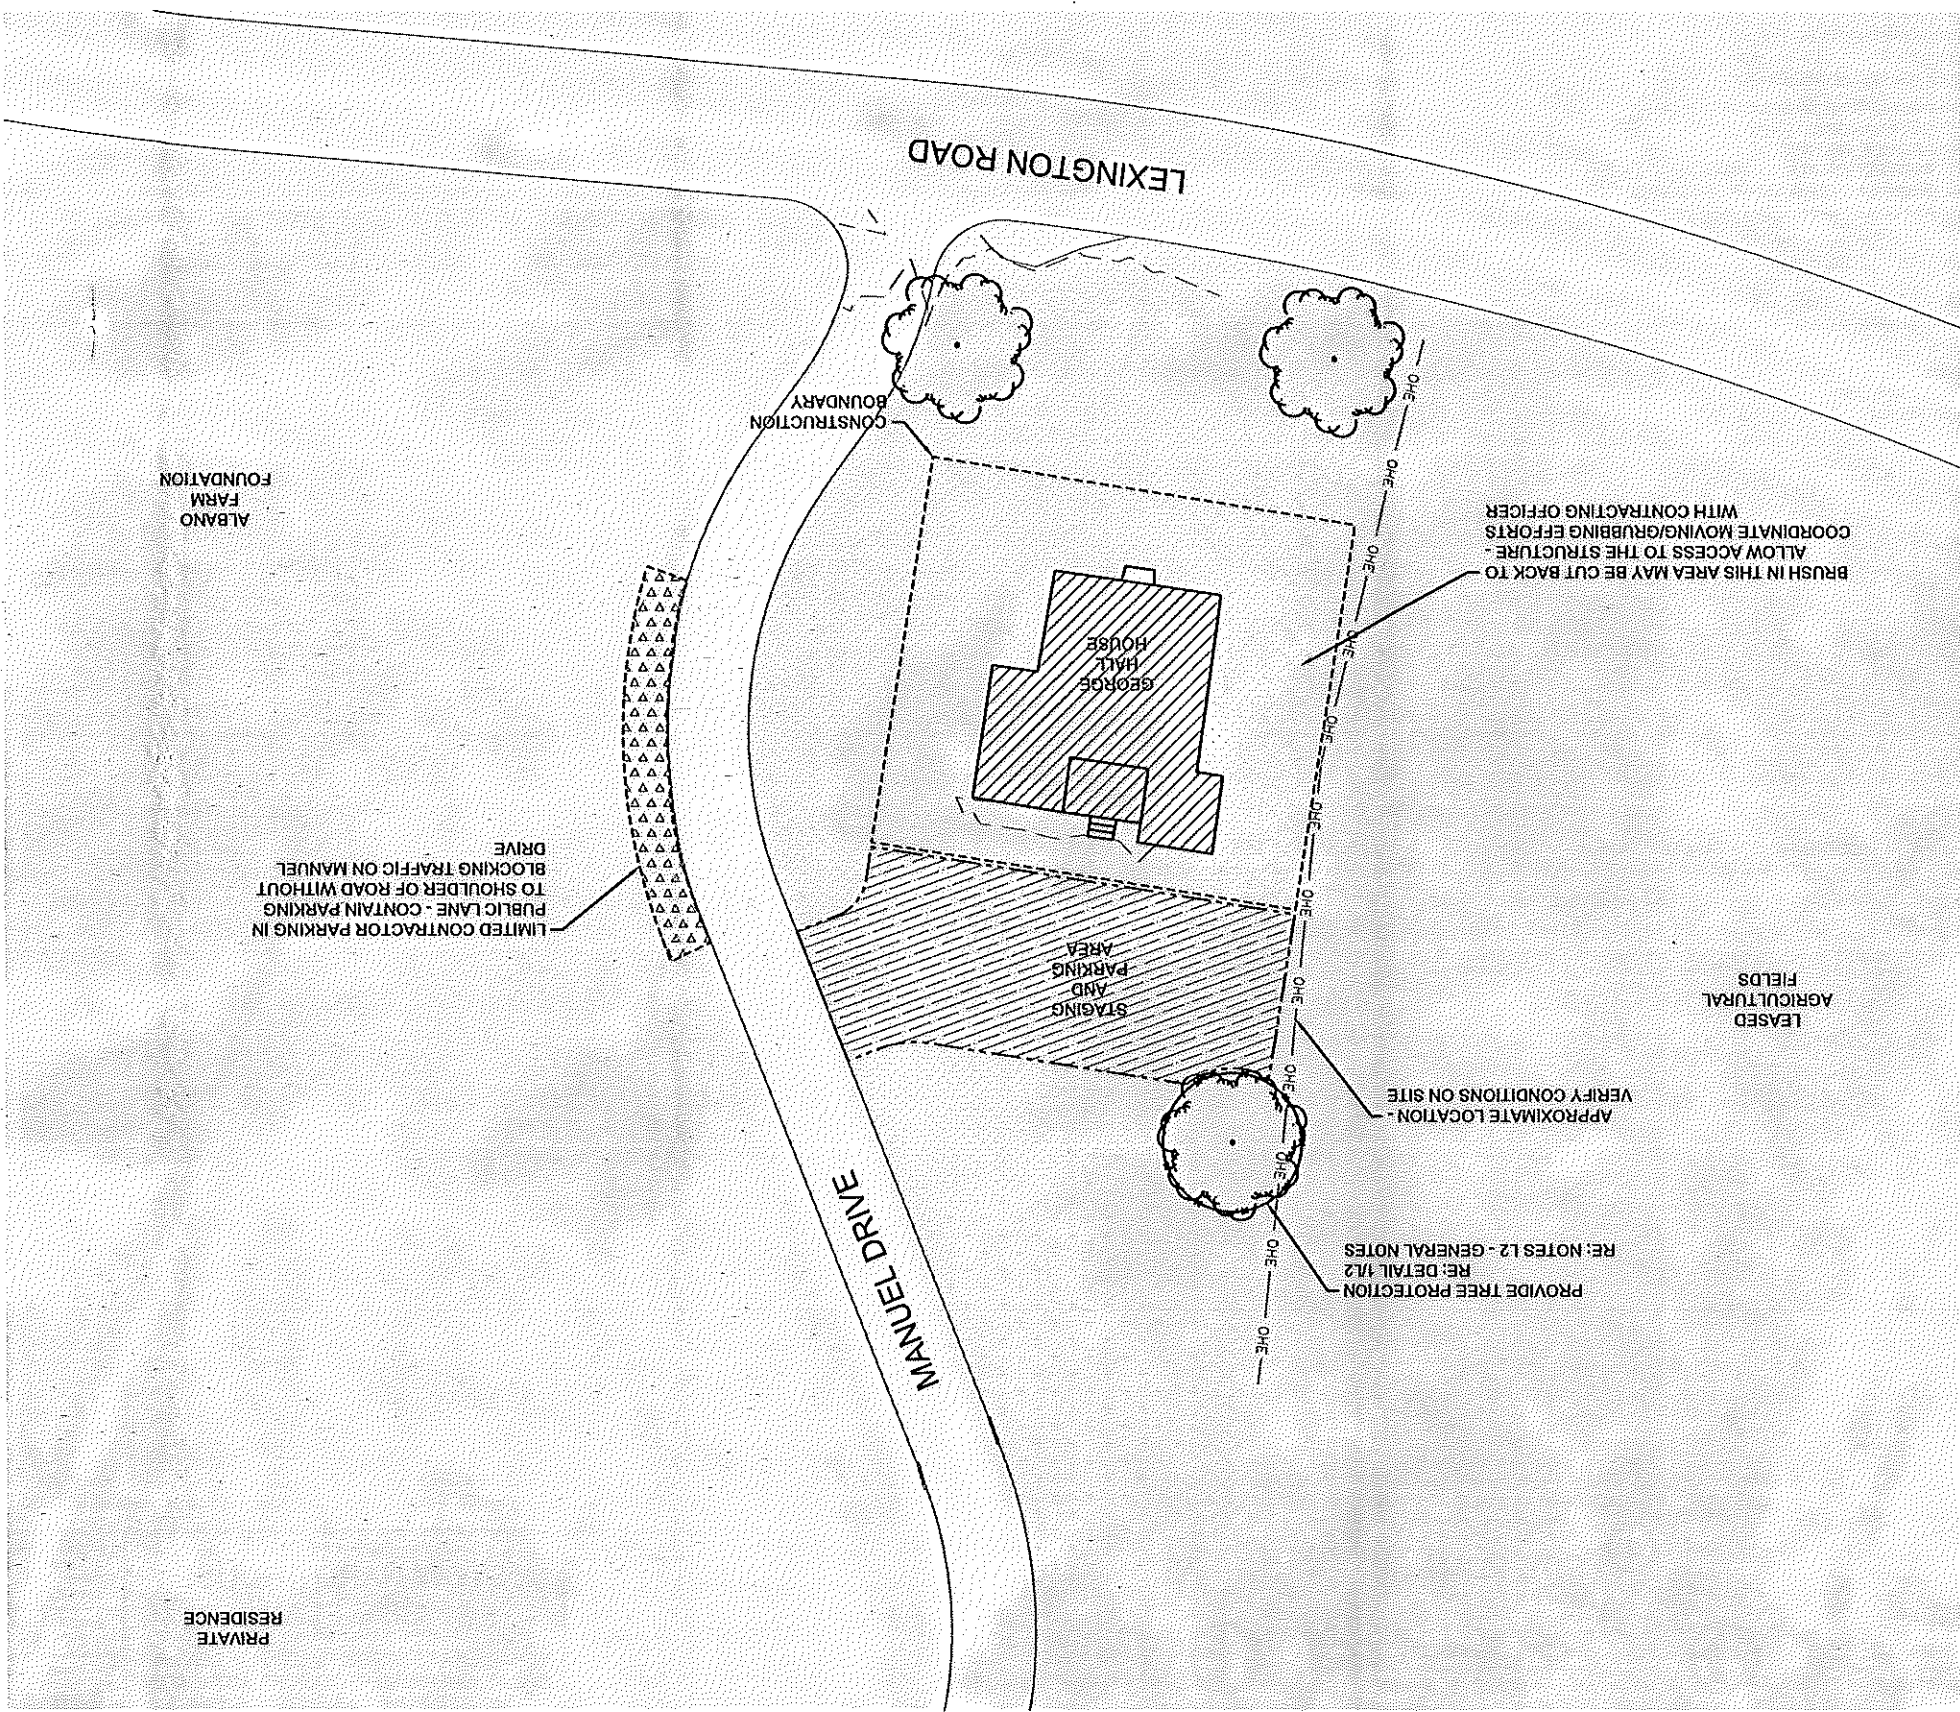 PRIVATE
RESIDENCE
MANUEL DRIVE
PROVIDE TREE PROTECTION
RE: DETAIL 1/L2
RE: NOTES L2 - GENERAL NOTES
APPROXIMATE LOCATION -
VERIFY CONDITIONS ON SITE
LEASED
AGRICULTURAL
FIELDS
STAGING
AND
PARKING
AREA
LIMITED CONTRACTOR PARKING IN
PUBLIC LANE - CONTAIN PARKING
TO SHOULDER OF ROAD WITHOUT
BLOCKING TRAFFIC ON MANUEL
DRIVE
GEORGE
HALL
HOUSE
BRUSH IN THIS AREA MAY BE CUT BACK TO
ALLOW ACCESS TO THE STRUCTURE -
COORDINATE MOVING/GRUBBING EFFORTS
WITH CONTRACTING OFFICER
ALBANO
FARM
FOUNDATION
CONSTRUCTION
BOUNDARY
OHE
OHE
OHE
OHE
OHE
OHE
OHE
OHE
OHE
OHE
OHE
OHE
LEXINGTON ROAD